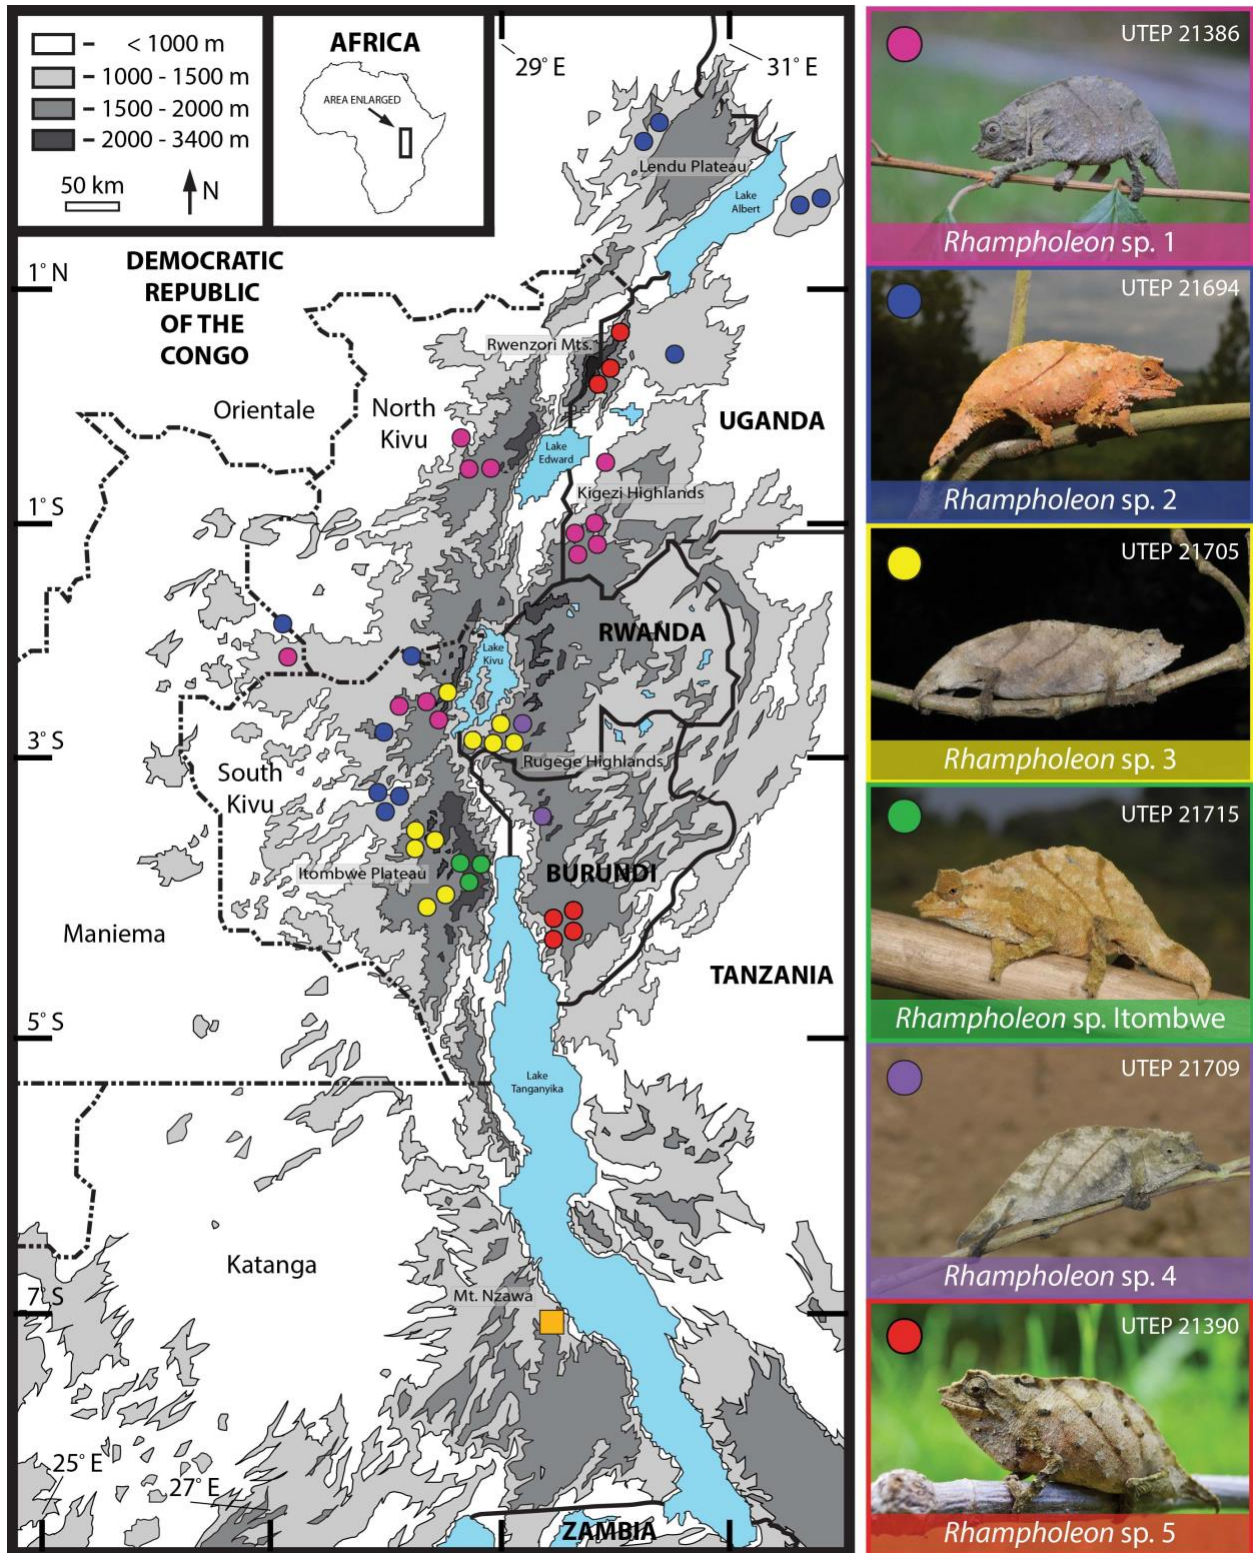 < 1000 m
1000 - 1500 m
1500 - 2000 m
2000 - 3400 m
50 km
N
AFRICA
AREA ENLARGED
29° E
31° E
Lendu Plateau
Lake
Albert
1° N
DEMOCRATIC
REPUBLIC
OF THE
CONGO
Rwenzori Mts.
Orientale
North
Kivu
UGANDA
Lake
Edward
Kigezi Highlands
1° S
RWANDA
Lake
Kivu
3° S
Rugege Highlands
South
Kivu
Itombwe Plateau
BURUNDI
Maniema
TANZANIA
5° S
Lake
Tanganyika
Katanga
Mt. Nzawa
7° S
25° E
27° E
ZAMBIA
UTEP 21386
Rhampholeon sp. 1
UTEP 21694
Rhampholeon sp. 2
UTEP 21705
Rhampholeon sp. 3
UTEP 21715
Rhampholeon sp. Itombwe
UTEP 21709
Rhampholeon sp. 4
UTEP 21390
Rhampholeon sp. 5